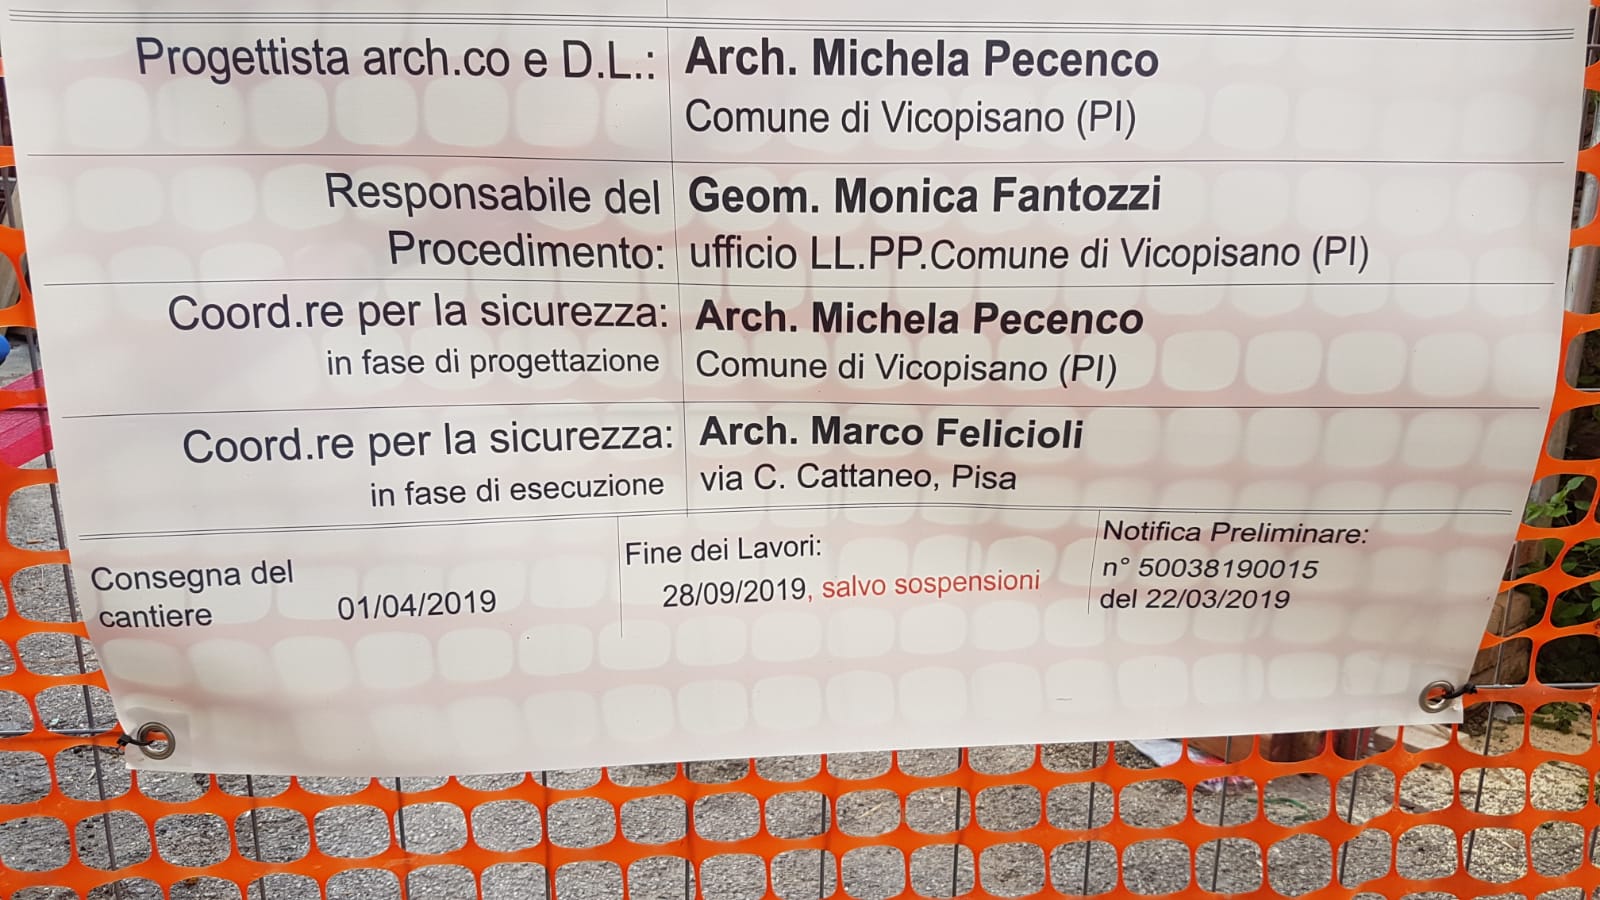 Progettista arch.co e D.L.: Arch. Michela Pecenco
Comune di Vicopisano (PI)
Responsabile del Geom. Monica Fantozzi
Procedimento: ufficio LL.PP.Comune di Vicopisano (PI)
Coord.re per la sicurezza: Arch. Michela Pecenco
in fase di progettazione Comune di Vicopisano (PI)
Coord.re per la sicurezza: Arch. Marco Felicioli
in fase di esecuzione via C. Cattaneo, Pisa
Consegna del
cantiere 01/04/2019
Fine dei Lavori:
28/09/2019, salvo sospensioni
Notifica Preliminare:
n° 50038190015
del 22/03/2019